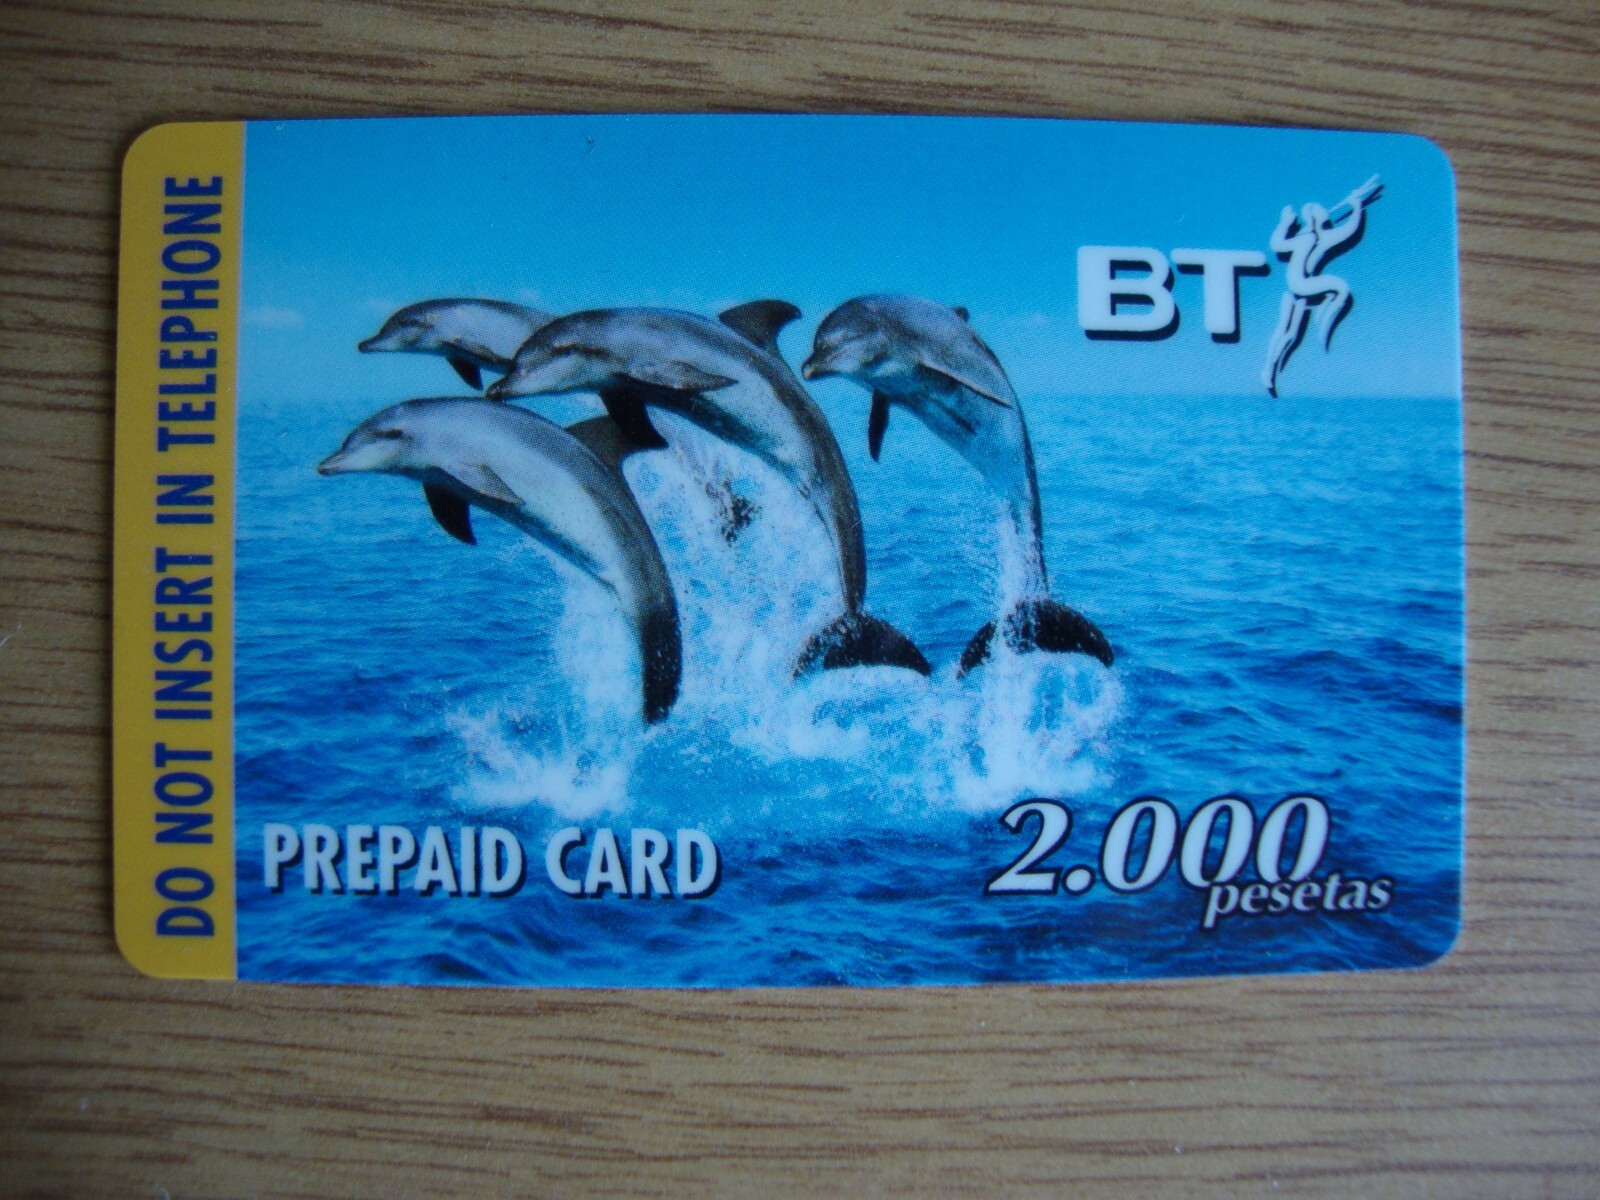 DO NOT INSERT IN TELEPHONE
BT
PREPAID CARD
2.000
pesetas